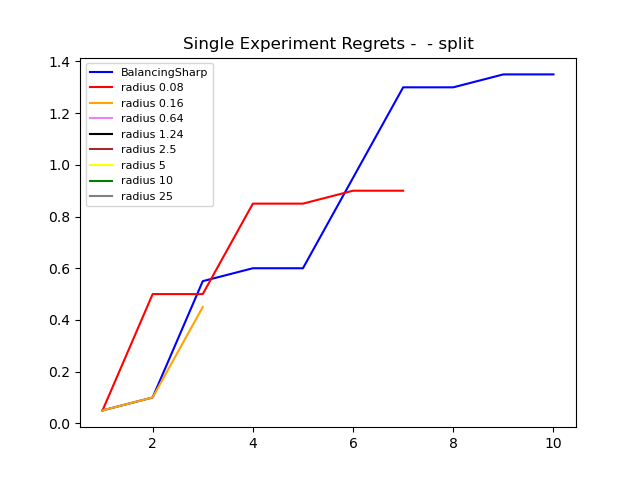 Single Experiment Regrets -  - split
1.4
1.2
1.0
0.8
0.6
0.4
0.2
0.0
BalancingSharp
radius 0.08
radius 0.16
radius 0.64
radius 1.24
radius 2.5
radius 5
radius 10
radius 25
2 4 6 8 10